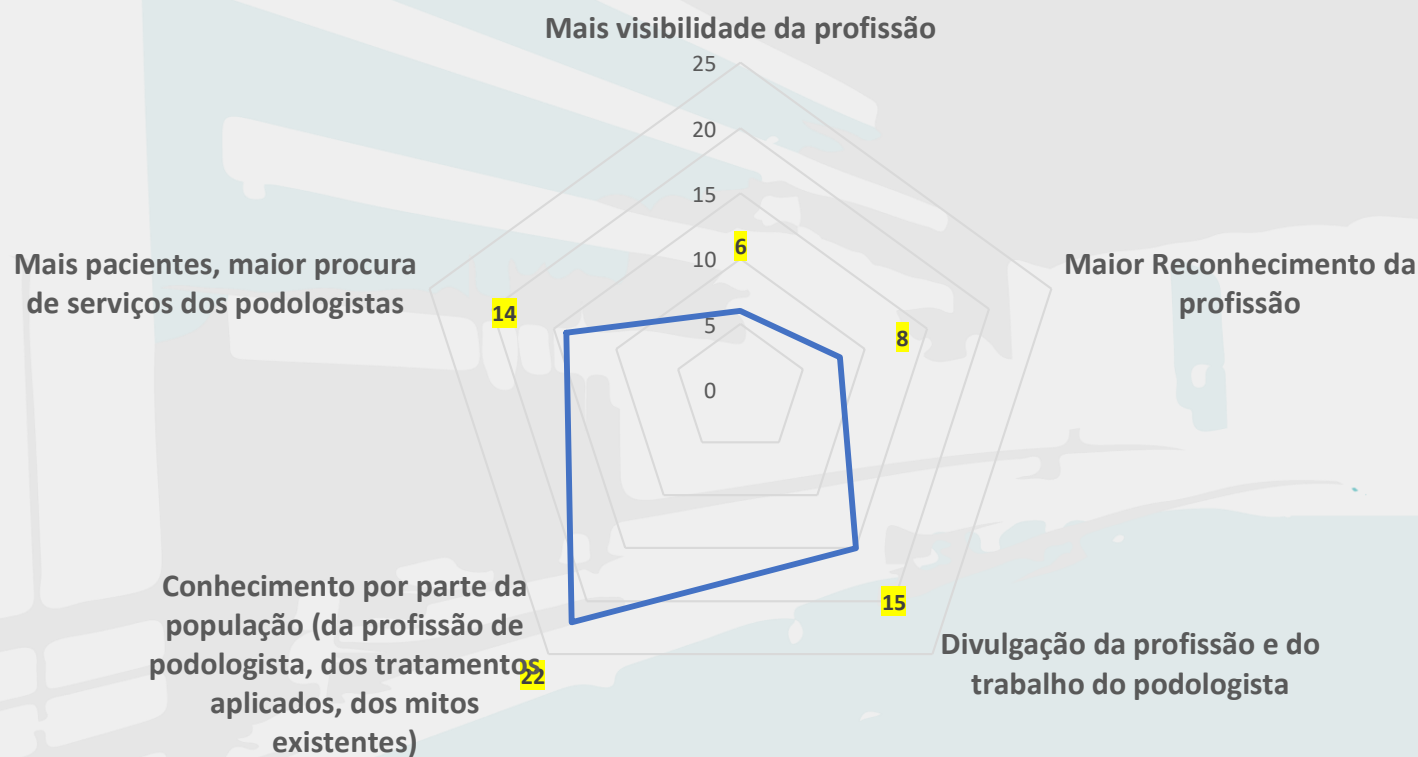 Mais visibilidade da profissão
25
20
15
10
5
0
6
Maior Reconhecimento da
profissão
8
Divulgação da profissão e do
trabalho do podologista
15
Conhecimento por parte da
população (da profissão de
podologista, dos tratamentos
aplicados, dos mitos
existentes)
22
Mais pacientes, maior procura
de serviços dos podologistas
14